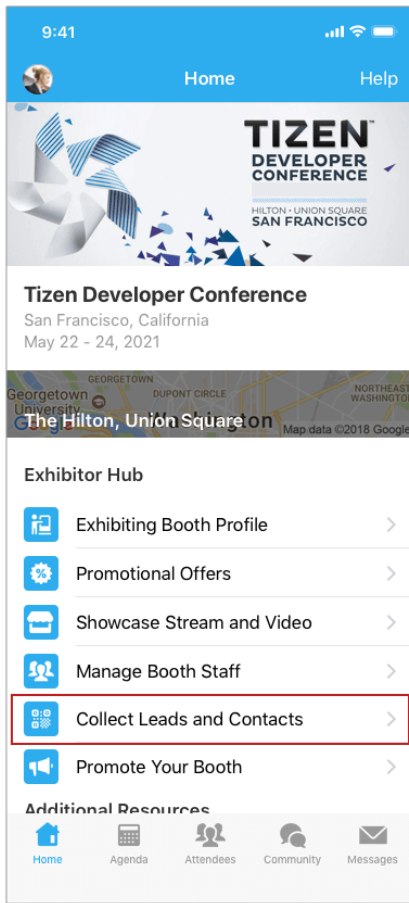 9:41
Home
Help
TIZEN™
DEVELOPER
CONFERENCE
HILTON • UNION SQUARE
SAN FRANCISCO
Tizen Developer Conference
San Francisco, California
May 22 - 24, 2021
GEORGETOWN
Georgetown
University
DUPONT CIRCLE
NORTHEAST
WASHINGTO
Washington
Google
The Hilton, Union Square
Map data ©2018 Google
Exhibitor Hub
Exhibiting Booth Profile
Promotional Offers
Showcase Stream and Video
Manage Booth Staff
Collect Leads and Contacts
Promote Your Booth
Additional Resources
Home
Agenda
Attendees
Community
Messages